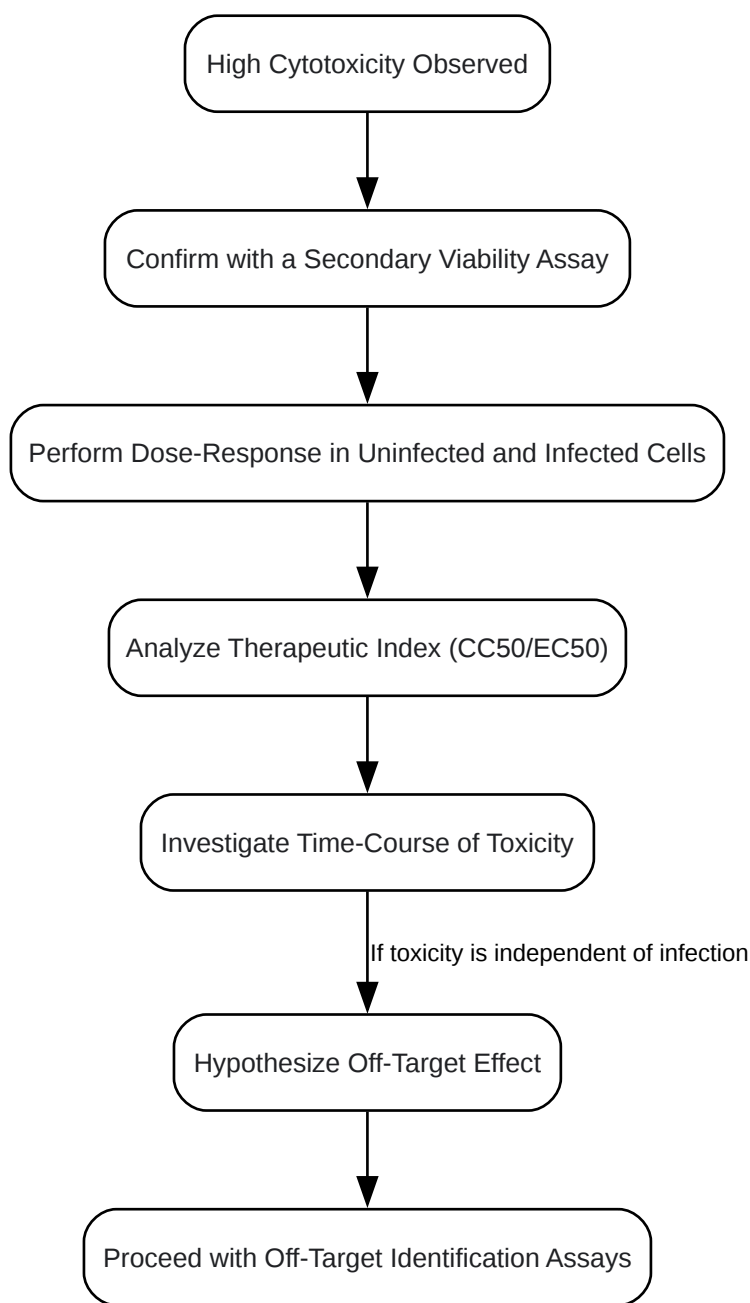 High Cytotoxicity Observed
Confirm with a Secondary Viability Assay
Perform Dose-Response in Uninfected and Infected Cells
Analyze Therapeutic Index (CC50/EC50)
Investigate Time-Course of Toxicity
If toxicity is independent of infection
Hypothesize Off-Target Effect
Proceed with Off-Target Identification Assays